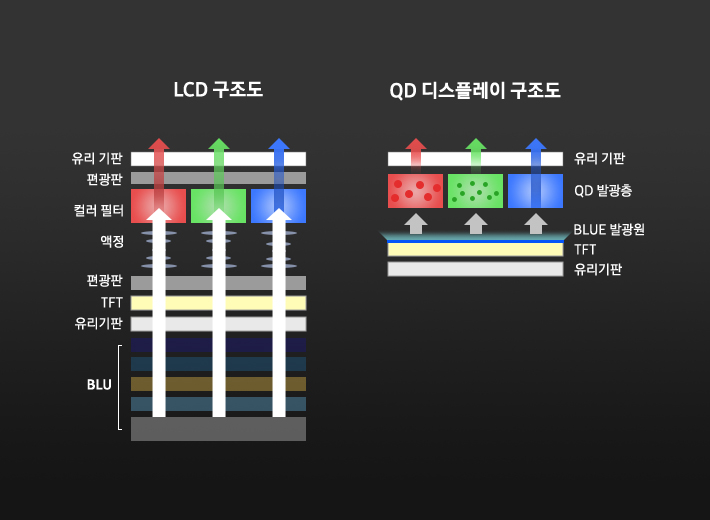 LCD 구조도
유리 기판
편광판
컬러 필터
액정
편광판
TFT
유리기판
BLU
QD 디스플레이 구조도
유리 기판
QD 발광층
BLUE 발광원
TFT
유리기판